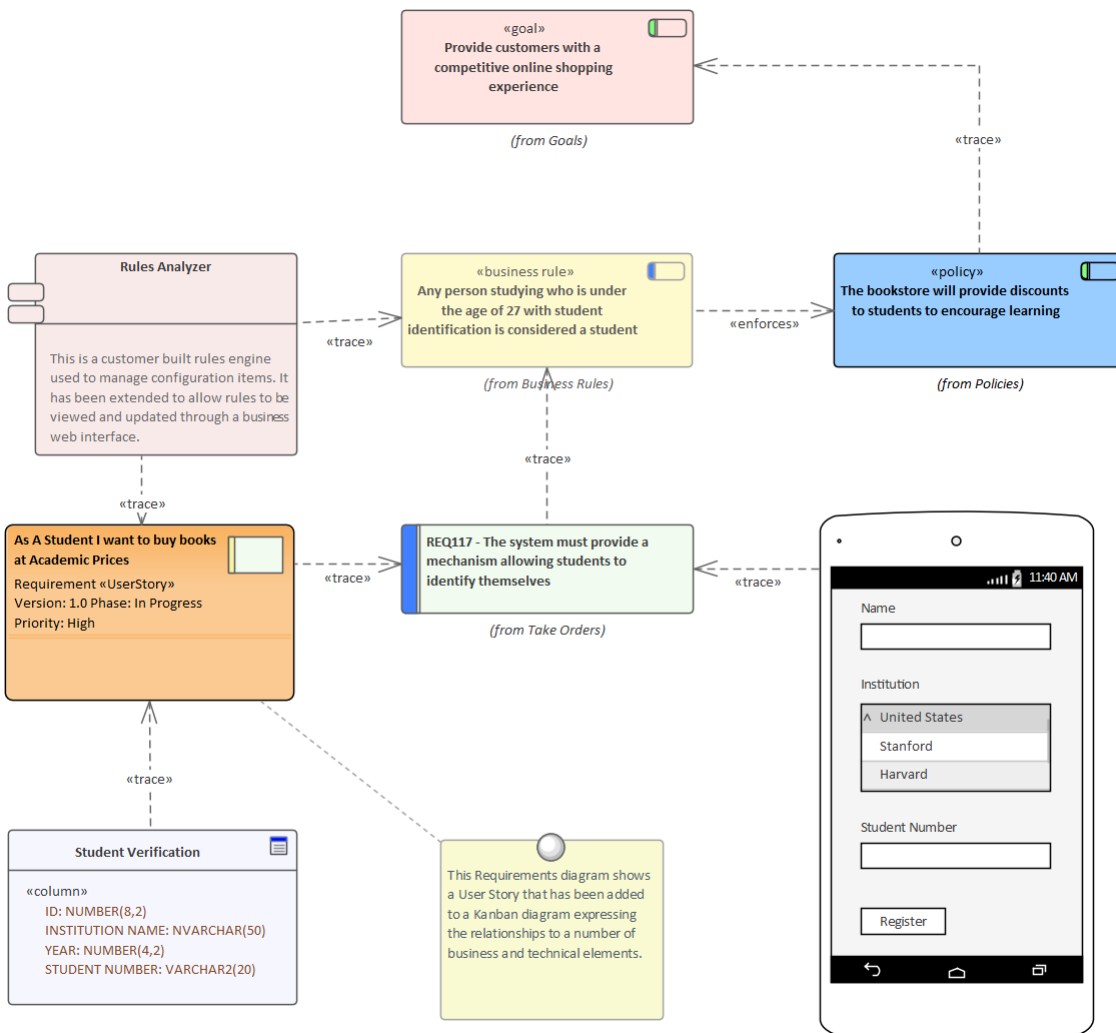 «goal»
Provide customers with a
competitive online shopping
experience
(from Goals)
«trace»
Rules Analyzer
This is a customer built rules engine
used to manage configuration items. It
has been extended to allow rules to be
viewed and updated through a business
web interface.
«trace»
«business rule»
Any person studying who is under
the age of 27 with student
identification is considered a student
(from Business Rules)
«enforces»
«policy»
The bookstore will provide discounts
to students to encourage learning
(from Policies)
«trace»
«trace»
As A Student I want to buy books
at Academic Prices
Requirement «UserStory»
Version: 1.0 Phase: In Progress
Priority: High
«trace»
REQ117 - The system must provide a
mechanism allowing students to
identify themselves
(from Take Orders)
«trace»
11:40 AM
Name
Institution
^ United States
Stanford
Harvard
Student Number
Register
«trace»
Student Verification
«column»
ID: NUMBER(8,2)
INSTITUTION NAME: NVARCHAR(50)
YEAR: NUMBER(4,2)
STUDENT NUMBER: VARCHAR2(20)
This Requirements diagram shows
a User Story that has been added
to a Kanban diagram expressing
the relationships to a number of
business and technical elements.